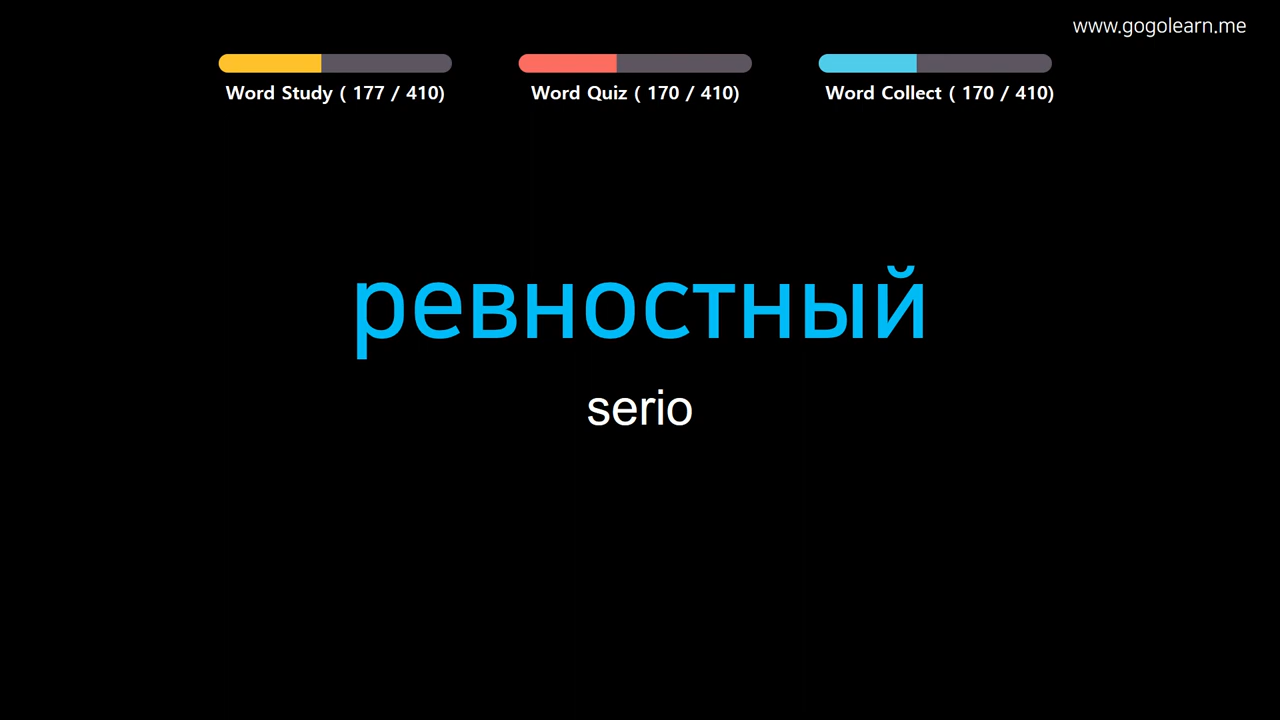 www.gogolearn.me
Word Study ( 177 / 410)
Word Quiz ( 170 / 410)
Word Collect ( 170 / 410)
ревностный
serio